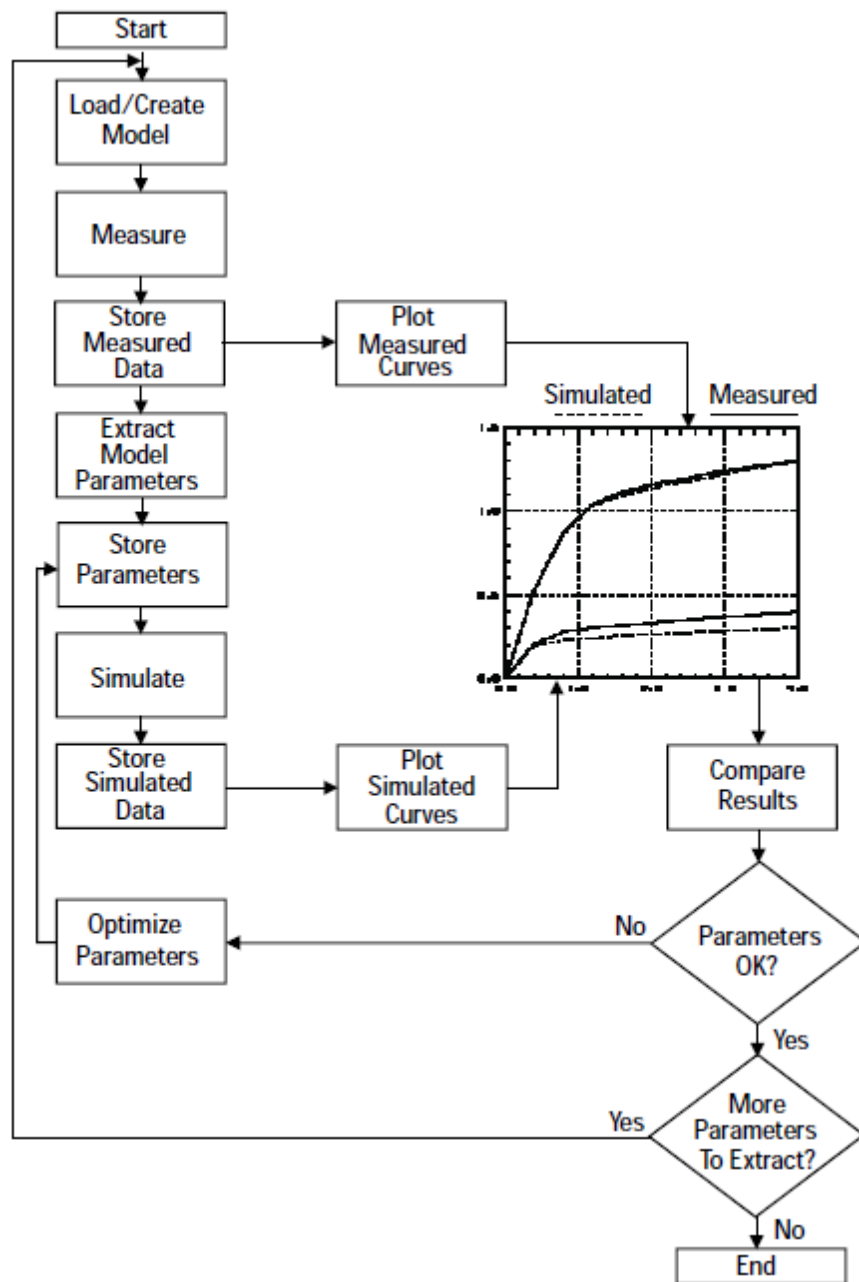 Start
Load/Create
Model
Measure
Store
Measured
Data
Plot
Measured
Curves
Simulated
Measured
Extract
Model
Parameters
Store
Parameters
Simulate
Store
Simulated
Data
Plot
Simulated
Curves
Compare
Results
Optimize
Parameters
No
Parameters
OK?
Yes
Yes
More
Parameters
To Extract?
No
End